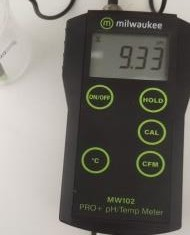 m milwaukee
9.33
ON/OFF
HOLD
CAL
°C
CFM
MW102
PRO+ pH/Temp Meter